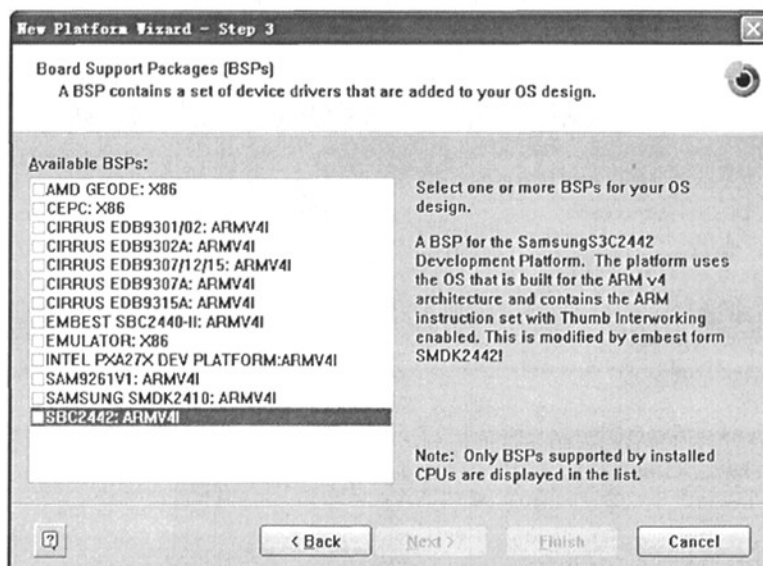 New Platform Wizard - Step 3
Board Support Packages (BSPs)
A BSP contains a set of device drivers that are added to your OS design.
Available BSPs:
AMD GEODE: X86
CEPC: X86
CIRRUS EDB9301/02: ARMV4I
CIRRUS EDB9302A: ARMV4I
CIRRUS EDB9307/12/15: ARMV4I
CIRRUS EDB9307A: ARMV4I
CIRRUS EDB9315A: ARMV4I
EMBEST SBC2440-II: ARMV4I
EMULATOR: X86
INTEL PXA27X DEV PLATFORM:ARMV4I
SAM9261V1: ARMV4I
SAMSUNG SMDK2410: ARMV4I
SBC2442: ARMV4I
Select one or more BSPs for your OS
design.
A BSP for the SamsungS3C2442
Development Platform. The platform uses
the OS that is built for the ARM v4
architecture and contains the ARM
instruction set with Thumb Interworking
enabled. This is modified by embest form
SMDK2442!
Note: Only BSPs supported by installed
CPUs are displayed in the list.
?
< Back
Next >
Finish
Cancel